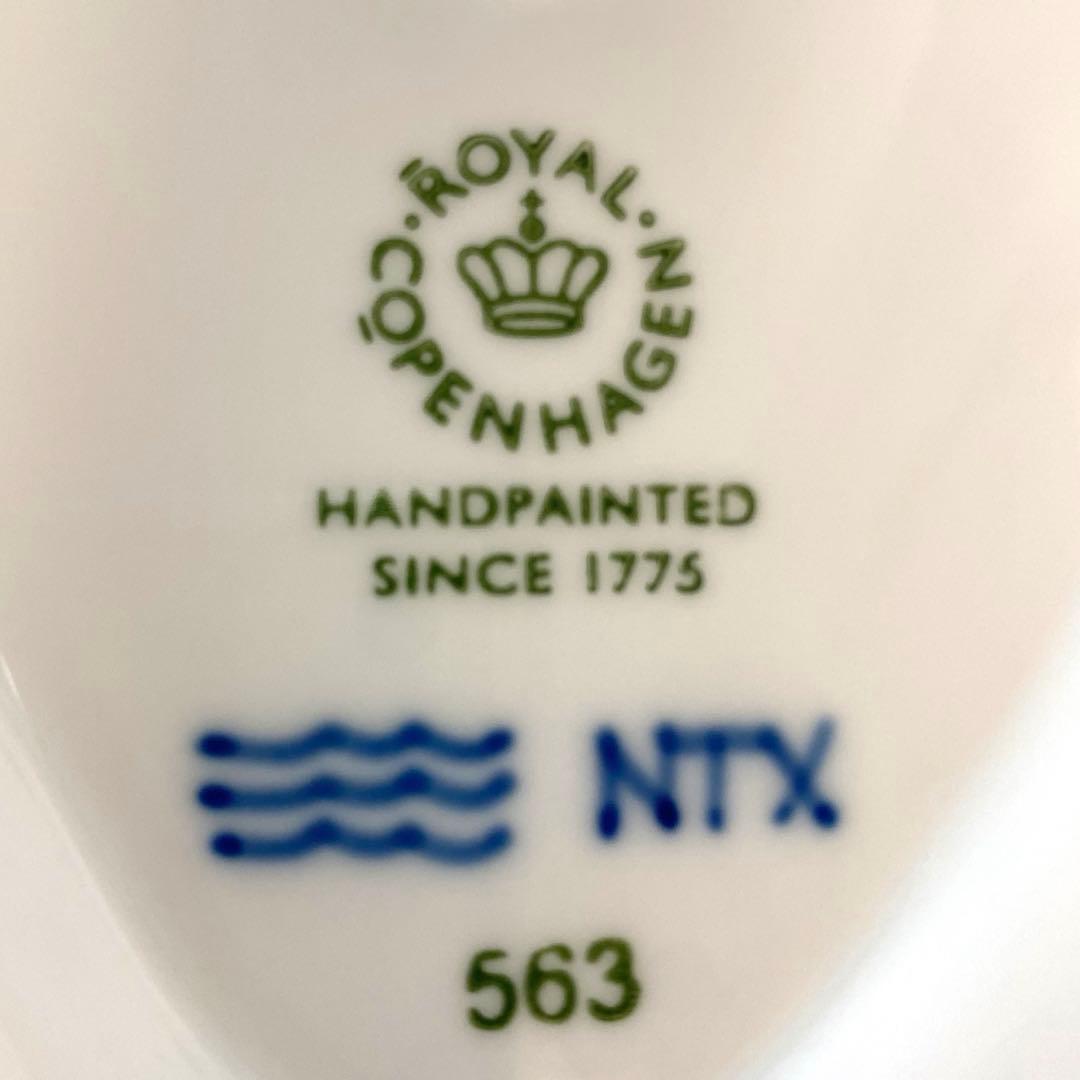 ROYAL · COPENHAGEN ·
HANDPAINTED
SINCE 1775
NTX
563